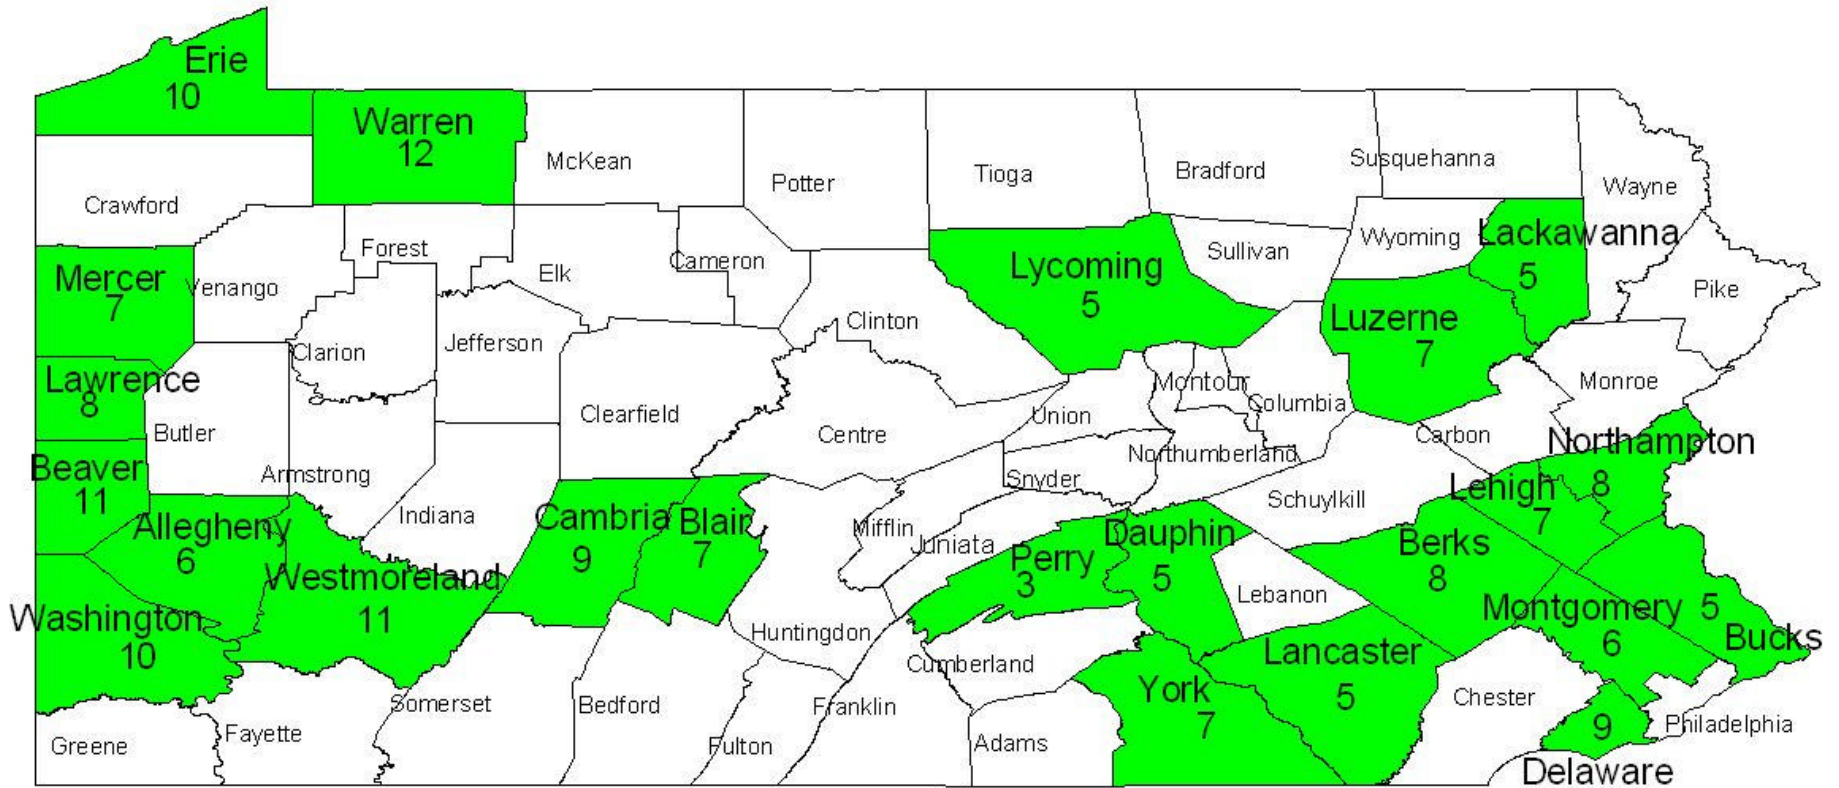 Erie
10
Warren
12
McKean
Potter
Tioga
Bradford
Susquehanna
Wayne
Crawford
Forest
Mercer
7
Venango
Elk
Cameron
Lycoming
5
Sullivan
Wyoming
Lackawanna
5
Pike
Clinton
Luzerne
7
Clarion
Jefferson
Lawrence
8
Butler
Clearfield
Centre
Union
Montour
Columbia
Monroe
Carbon
Northampton
8
Beaver
11
Armstrong
Indiana
Snyder
Northumberland
Schuylkill
Lehigh
7
Allegheny
6
Cambria
9
Blair
7
Mifflin
Juniata
Perry
3
Dauphin
5
Lebanon
Berks
8
Westmoreland
11
Washington
10
Huntingdon
Cumberland
Lancaster
5
Montgomery
6
5
Bucks
Greene
Fayette
Somerset
Bedford
Fulton
Franklin
Adams
York
7
Chester
9
Delaware
Philadelphia